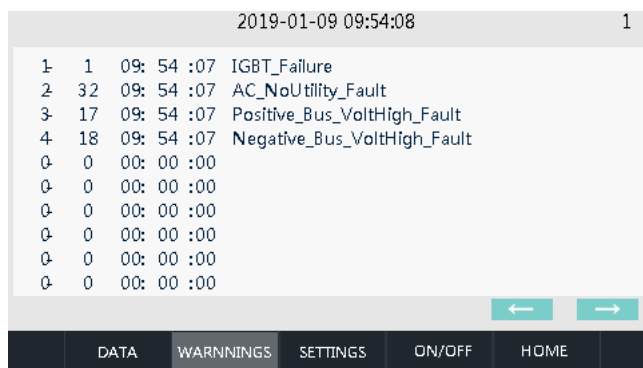 2019-01-09 09:54:08 1
1- 1 09: 54 :07 IGBT_Failure
2- 32 09: 54 :07 AC_NoUtility_Fault
3- 17 09: 54 :07 Positive_Bus_VoltHigh_Fault
4- 18 09: 54 :07 Negative_Bus_VoltHigh_Fault
0- 0 00: 00 :00
0- 0 00: 00 :00
0- 0 00: 00 :00
0- 0 00: 00 :00
0- 0 00: 00 :00
0- 0 00: 00 :00
← →
DATA WARNNINGS SETTINGS ON/OFF HOME